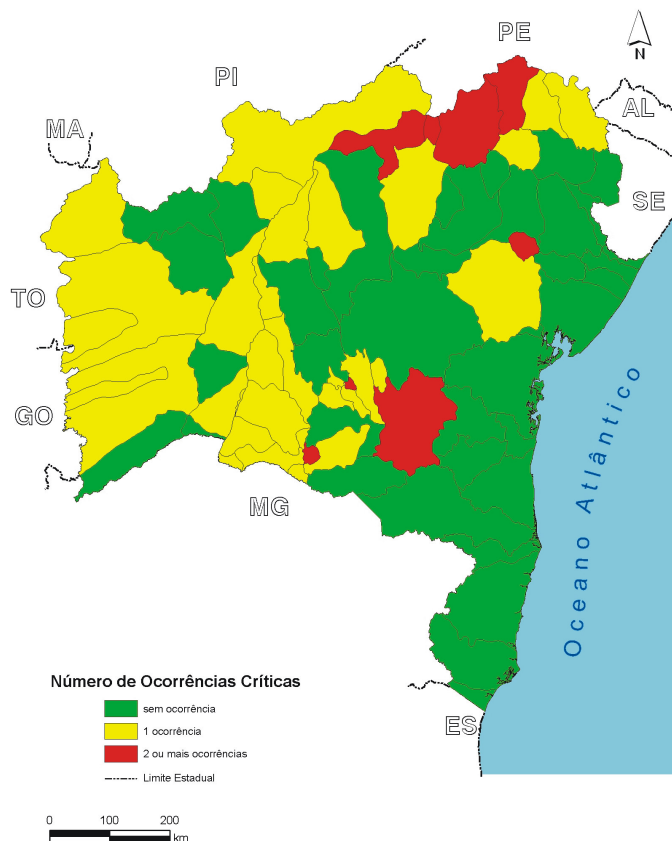 PE
N
PI
AL
MA
SE
TO
GO
MG
Oceano Atlântico
Número de Ocorrências Críticas
sem ocorrência
1 ocorrência
2 ou mais ocorrências
Limite Estadual
ES
0 100 200
km